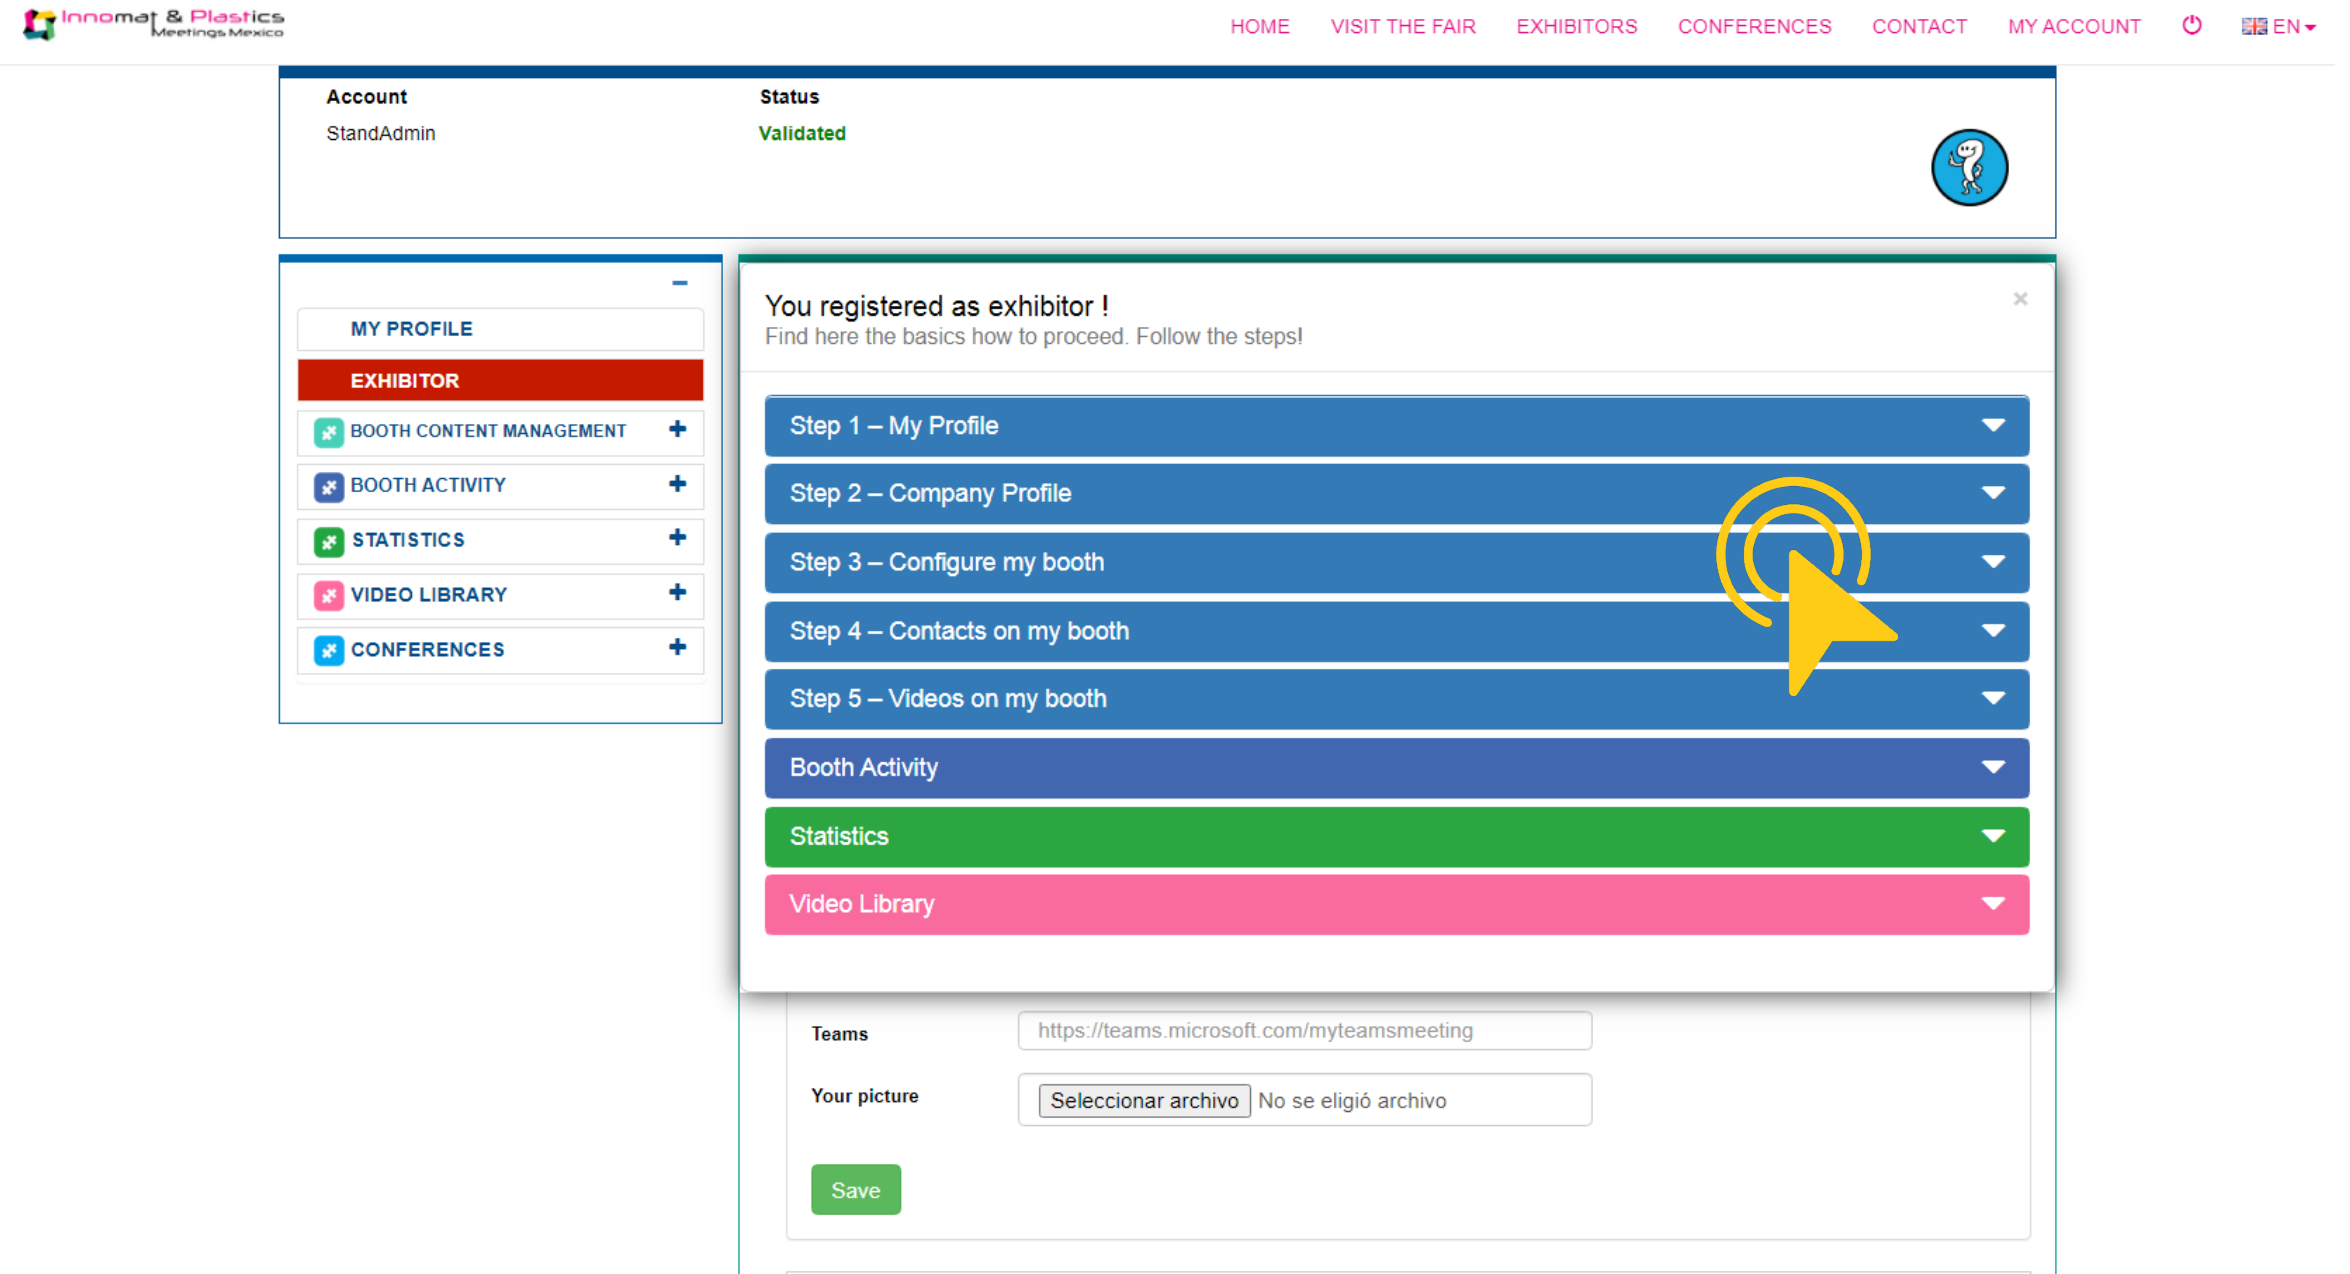 Innomat & Plastics
Meetings Mexico
HOME VISIT THE FAIR EXHIBITORS CONFERENCES CONTACT MY ACCOUNT EN
Account Status
StandAdmin Validated
MY PROFILE
EXHIBITOR
BOOTH CONTENT MANAGEMENT
BOOTH ACTIVITY
STATISTICS
VIDEO LIBRARY
CONFERENCES
You registered as exhibitor !
Find here the basics how to proceed. Follow the steps!
Step 1 – My Profile
Step 2 – Company Profile
Step 3 – Configure my booth
Step 4 – Contacts on my booth
Step 5 – Videos on my booth
Booth Activity
Statistics
Video Library
Teams https://teams.microsoft.com/myteamsmeeting
Your picture Seleccionar archivo No se eligió archivo
Save